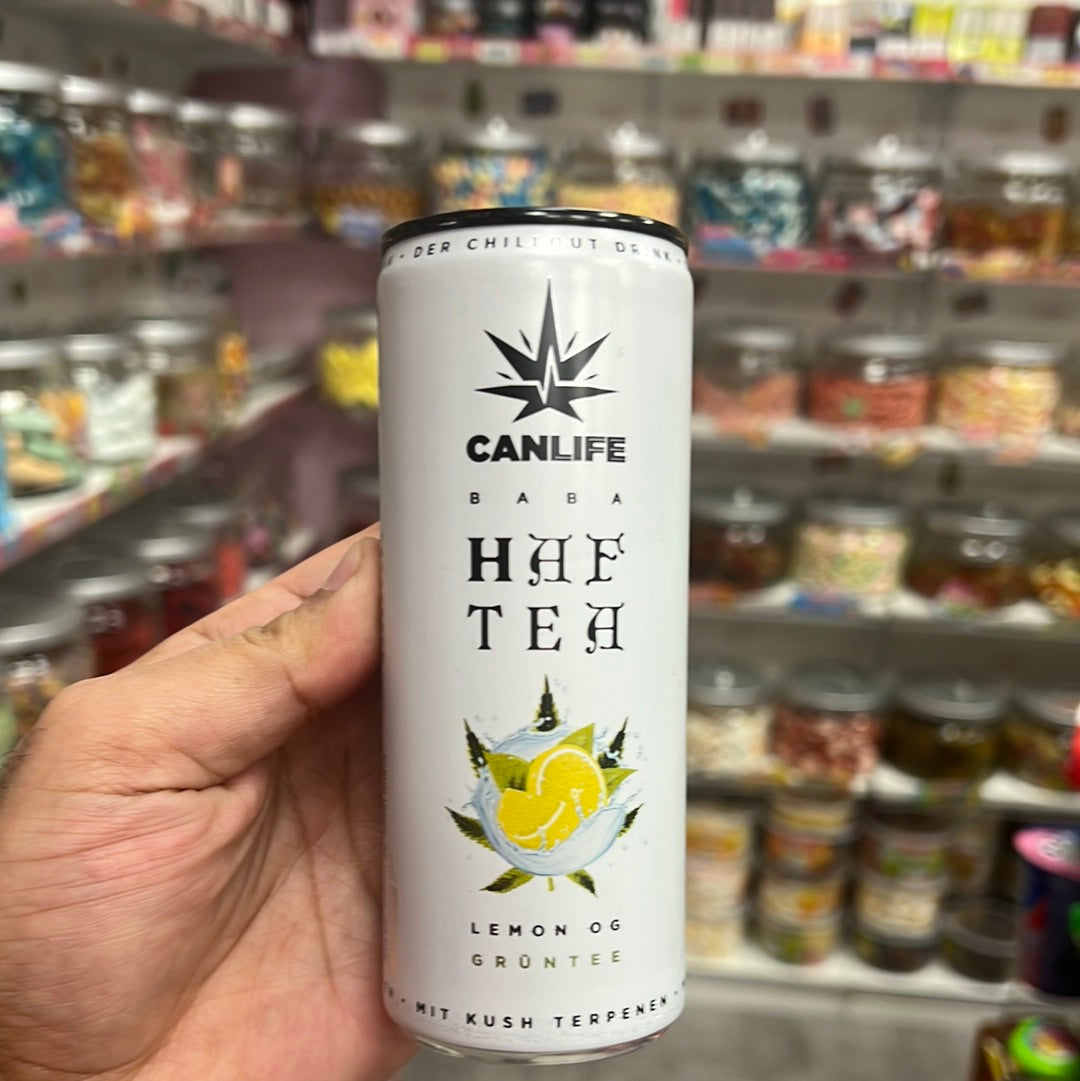 DER CHILLOUT DRINK
CANLIFE
BABA
HAF
TEA
LEMON OG
GRÜNTEE
MIT KUSH TERPENEN